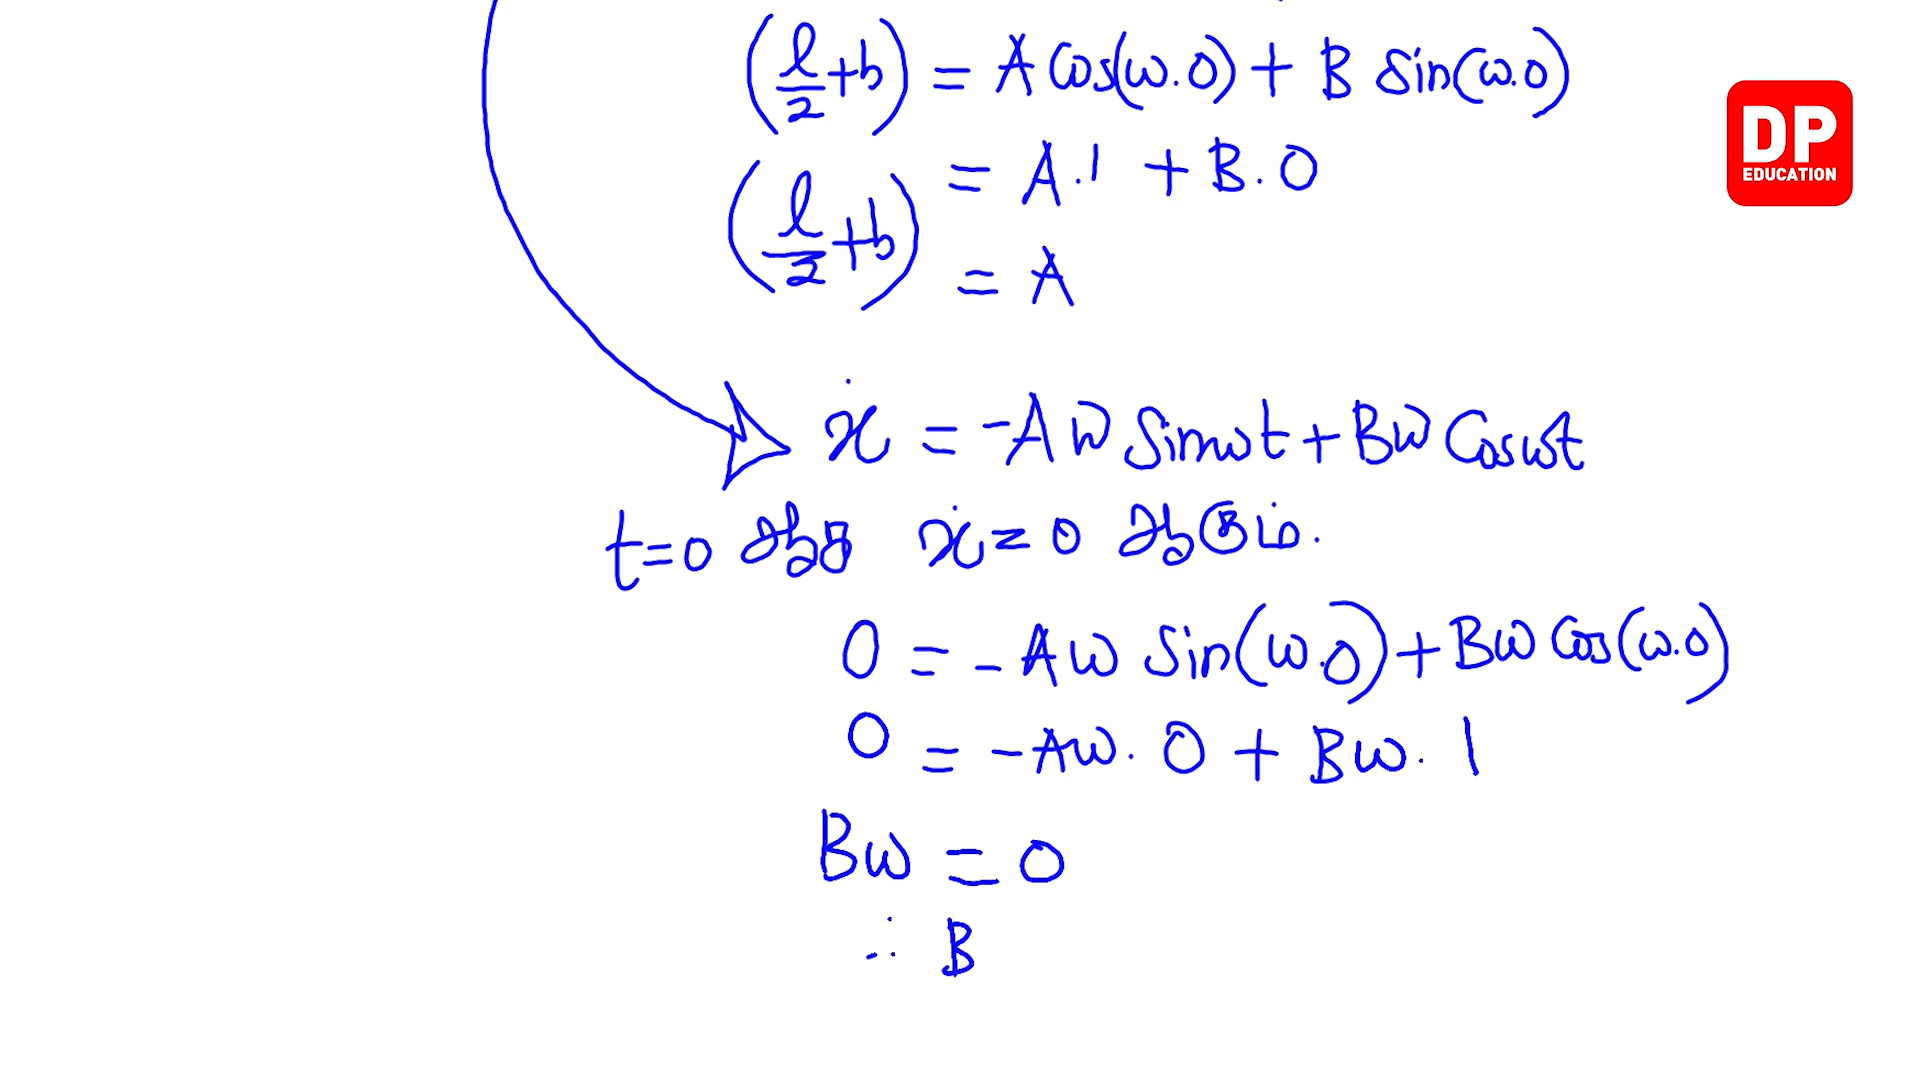 (l/2 + b) = A Cos(ω.0) + B Sin(ω.0)
= A.1 + B.0
(l/2 + b) = A
ẋ = -Aω Sinωt + Bω Cosωt
t=0 ẋ = 0
0 = -Aω Sin(ω.0) + Bω Cos(ω.0)
0 = -Aω.0 + Bω.1
Bω = 0
∴ B
DP
EDUCATION